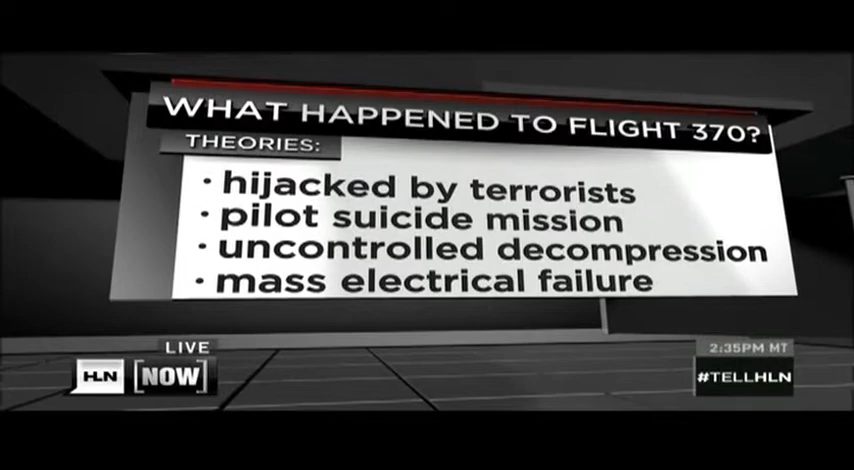 WHAT HAPPENED TO FLIGHT 370?
THEORIES:
· hijacked by terrorists
· pilot suicide mission
· uncontrolled decompression
· mass electrical failure
LIVE
HLN [NOW]
2:35PM MT
#TELLHLN